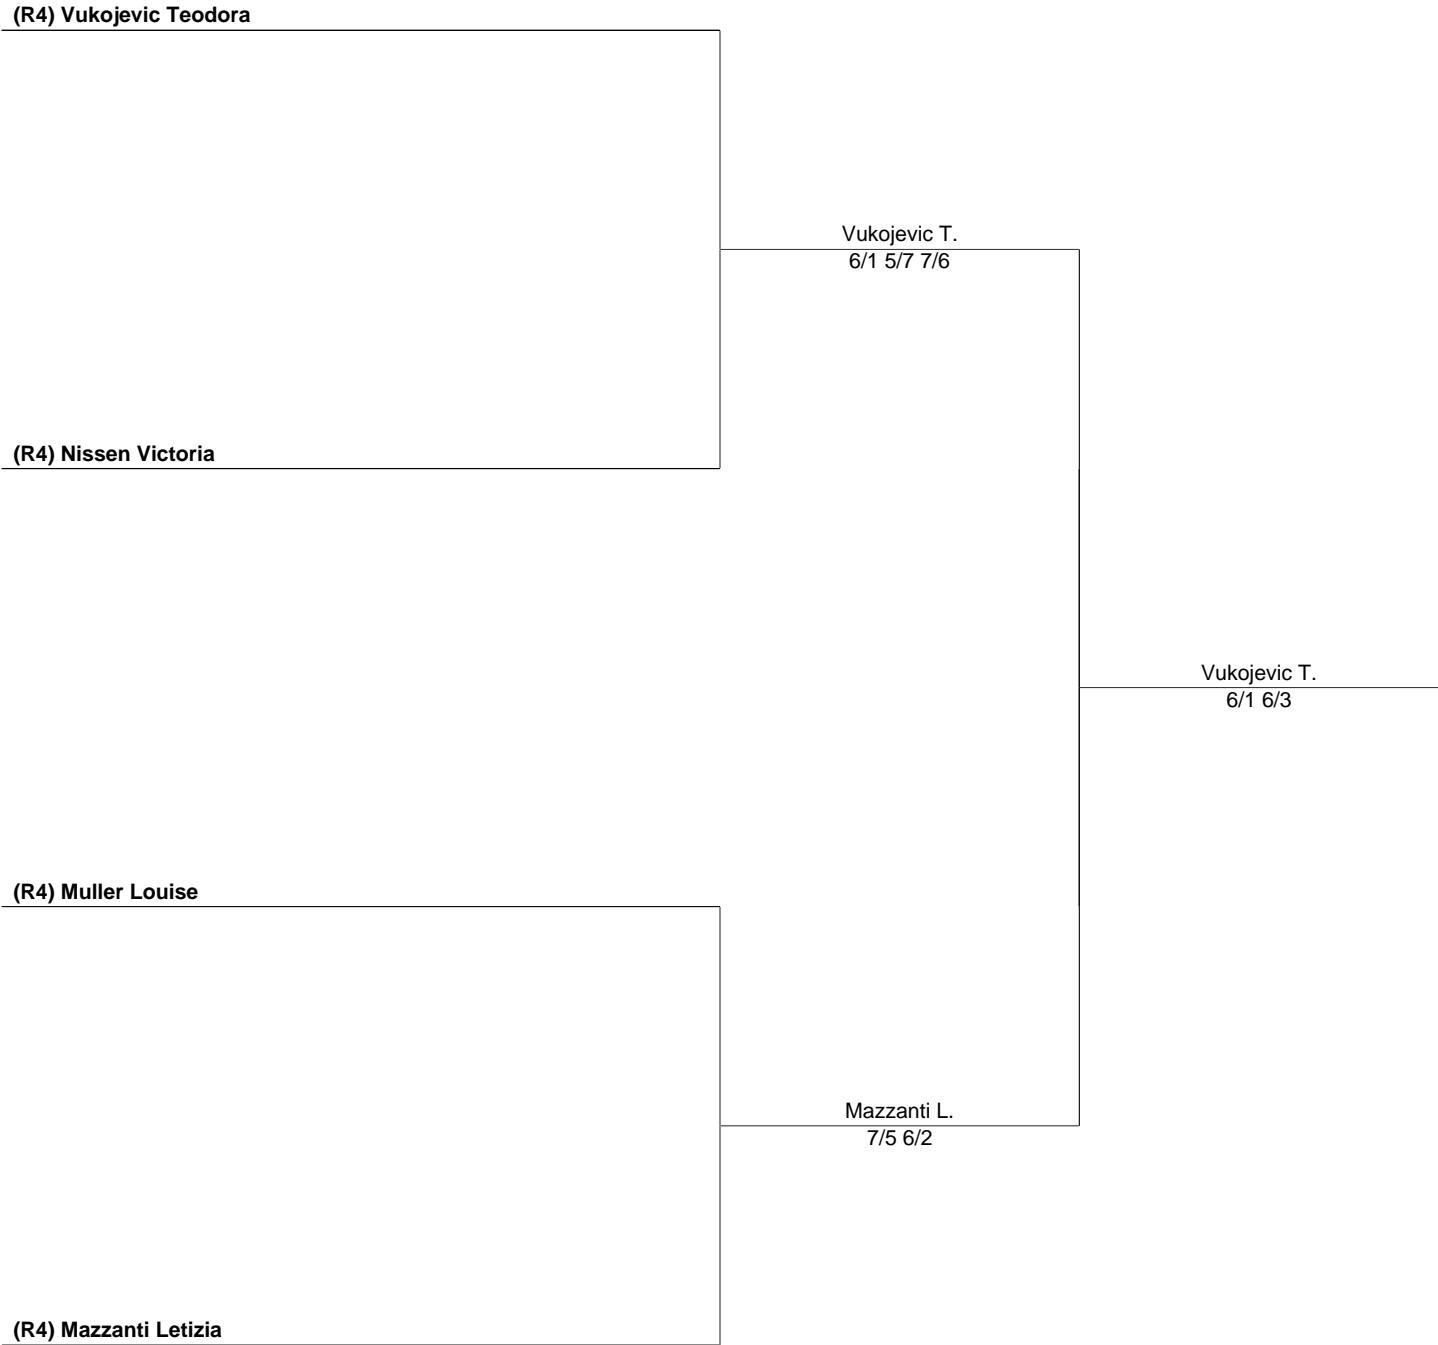 (R4) Vukojevic Teodora
Vukojevic T.
6/1 5/7 7/6
(R4) Nissen Victoria
Vukojevic T.
6/1 6/3
(R4) Muller Louise
Mazzanti L.
7/5 6/2
(R4) Mazzanti Letizia